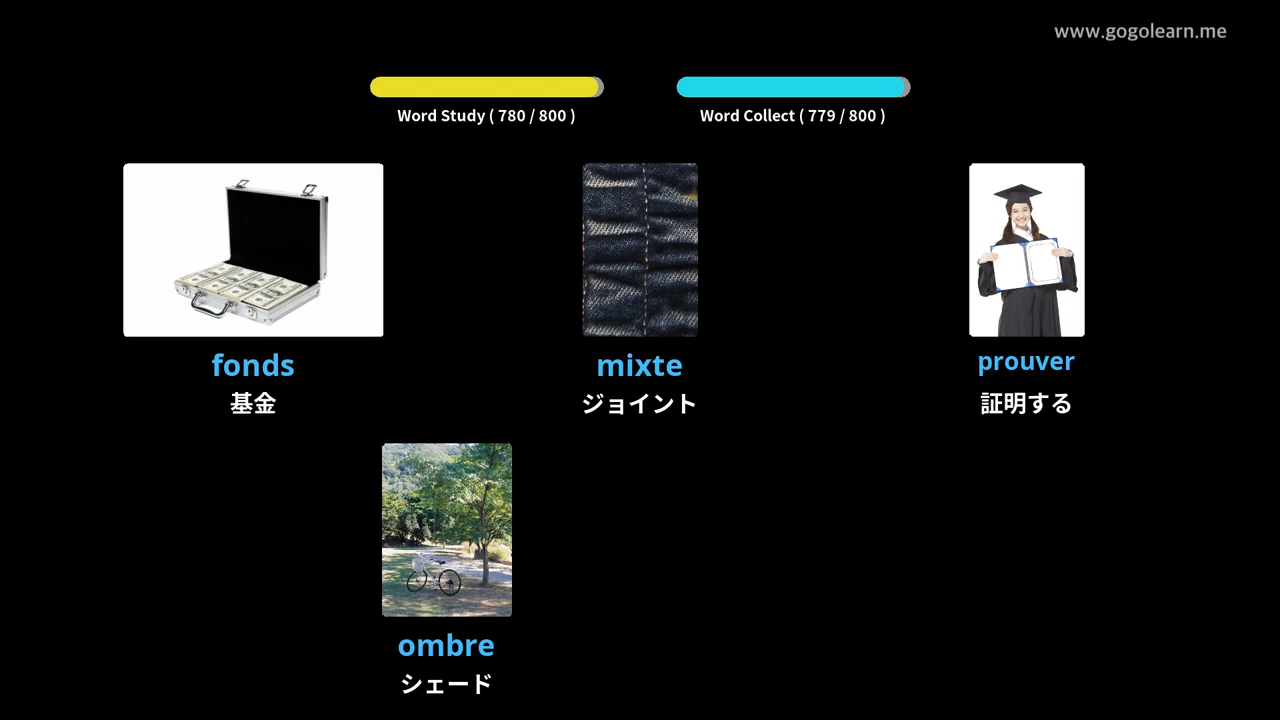 www.gogolearn.me
Word Study ( 780 / 800 )
Word Collect ( 779 / 800 )
fonds
基金
mixte
ジョイント
prouver
証明する
ombre
シェード